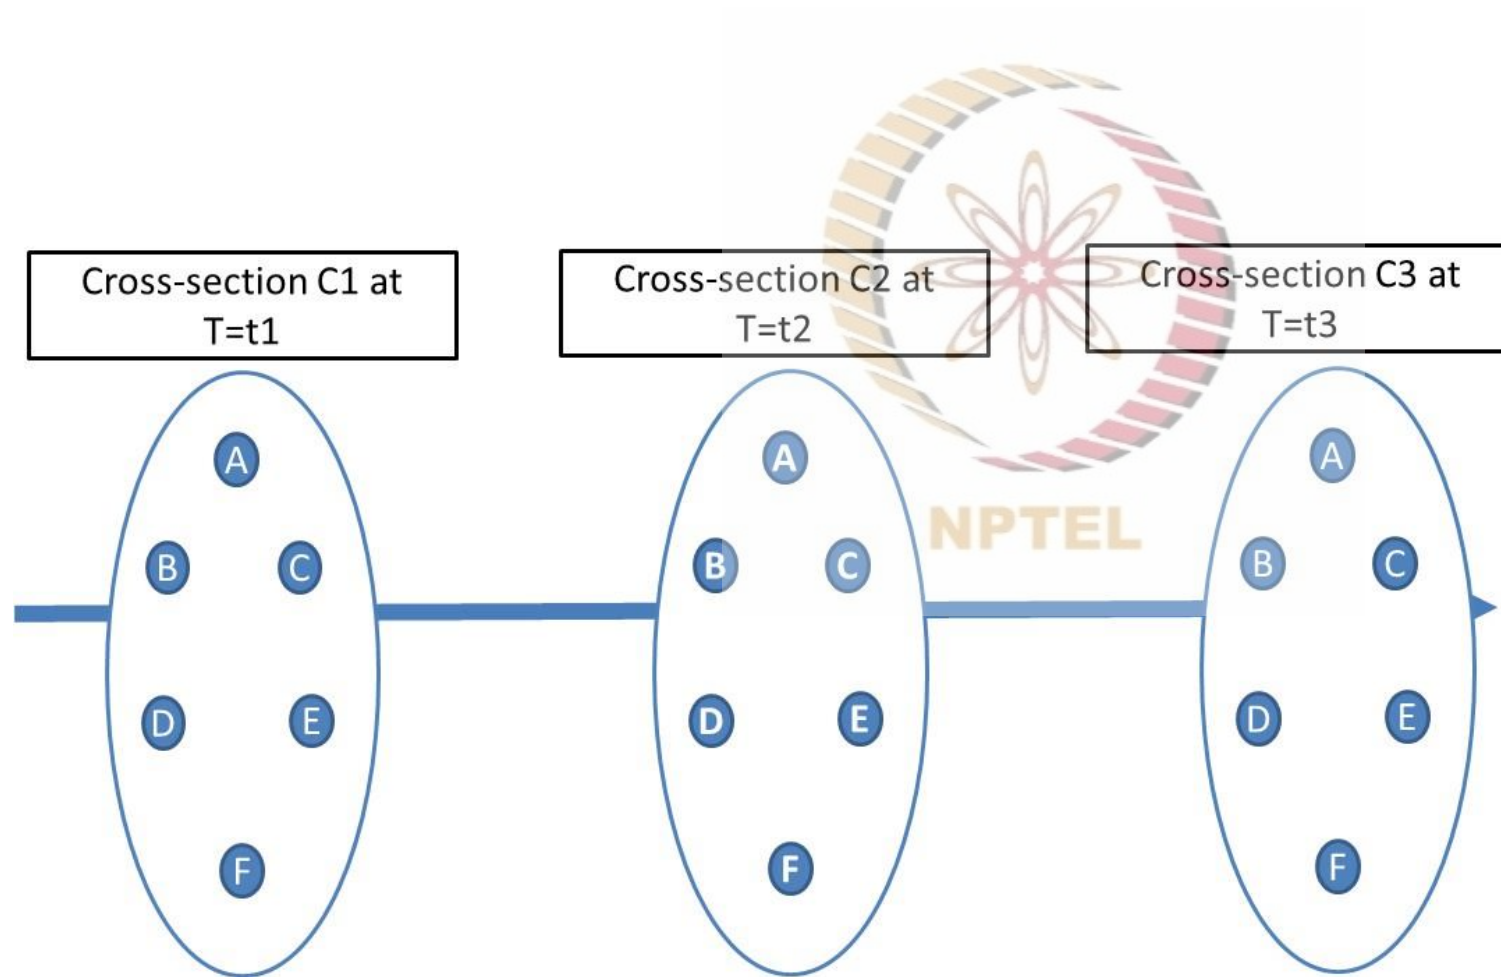 Cross-section C1 at
T=t1
Cross-section C2 at
T=t2
Cross-section C3 at
T=t3
A
B C
D E
F
A
B C
D E
F
A
B C
D E
F
NPTEL